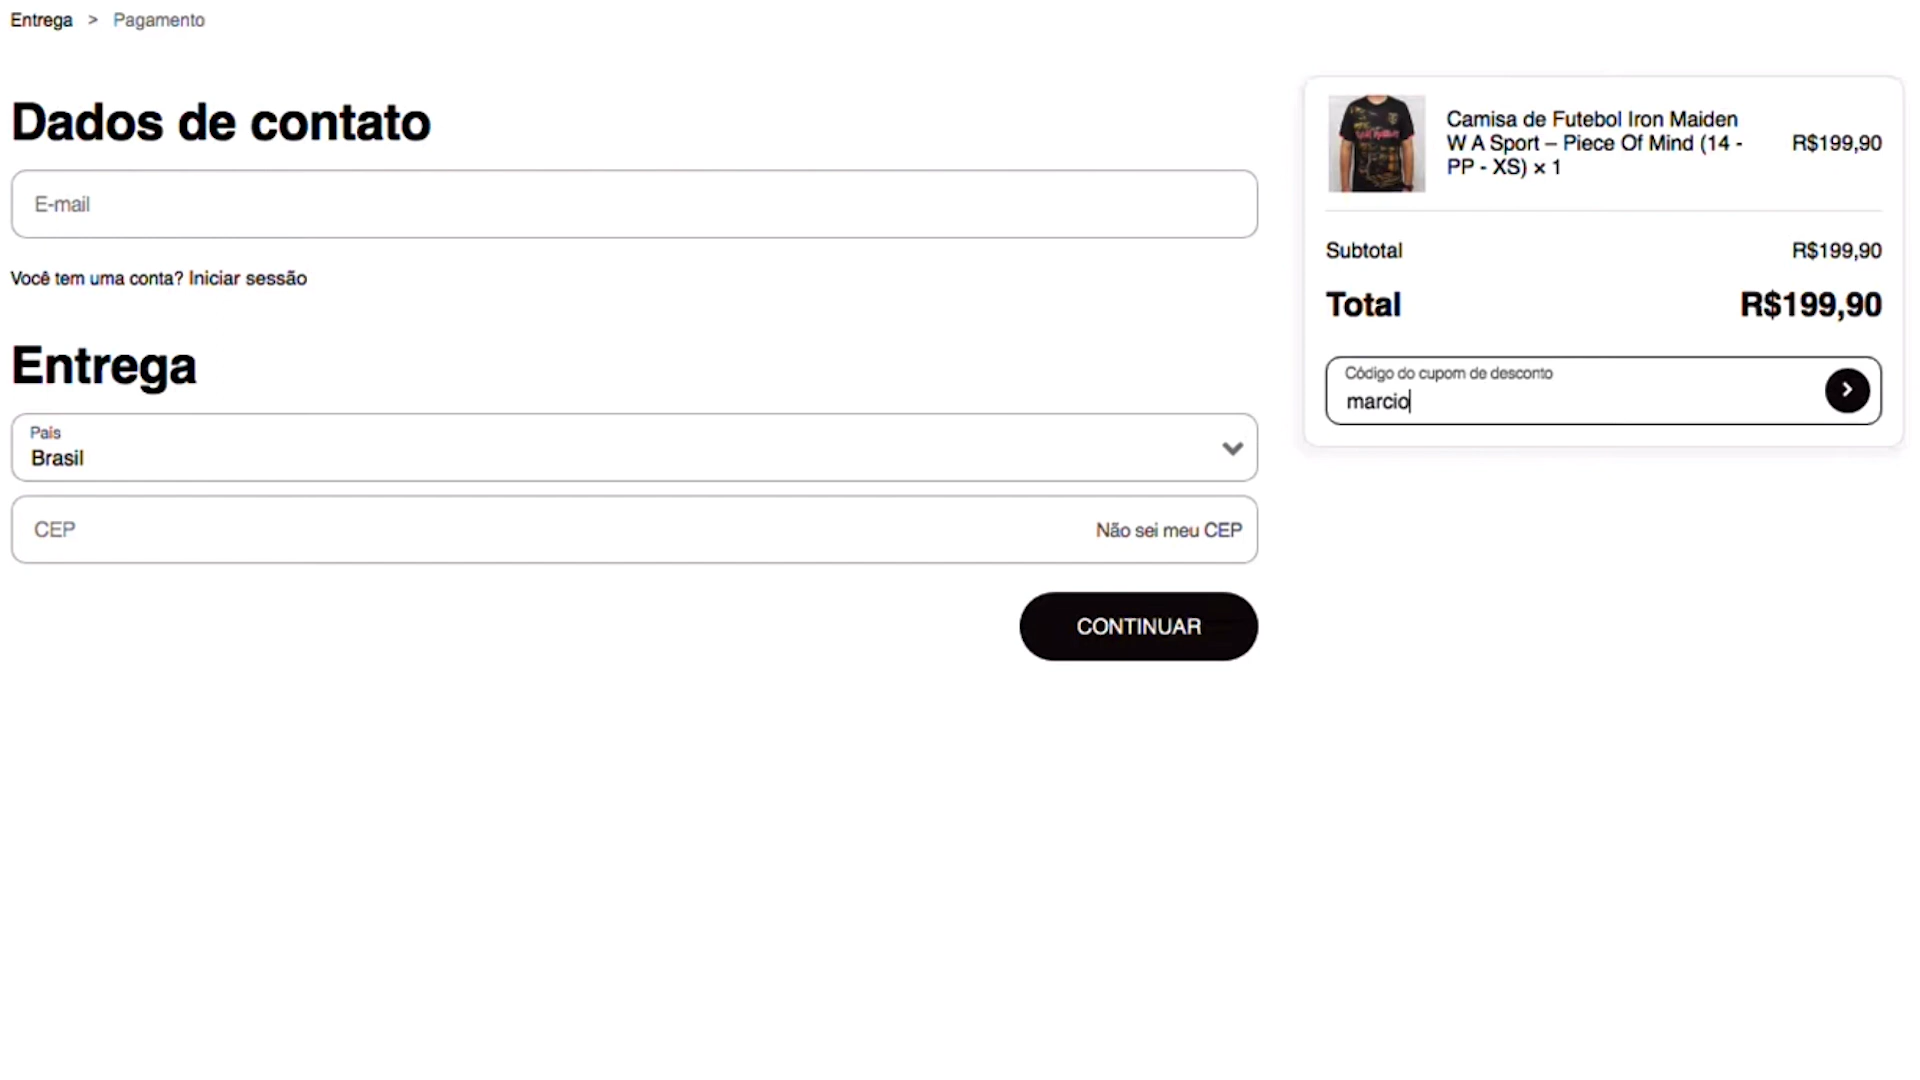 Entrega > Pagamento
Dados de contato
E-mail
Você tem uma conta? Iniciar sessão
Entrega
País
Brasil
CEP
Não sei meu CEP
CONTINUAR
Camisa de Futebol Iron Maiden
W A Sport – Piece Of Mind (14 -
PP - XS) × 1
R$199,90
Subtotal
R$199,90
Total
R$199,90
Código do cupom de desconto
marcio